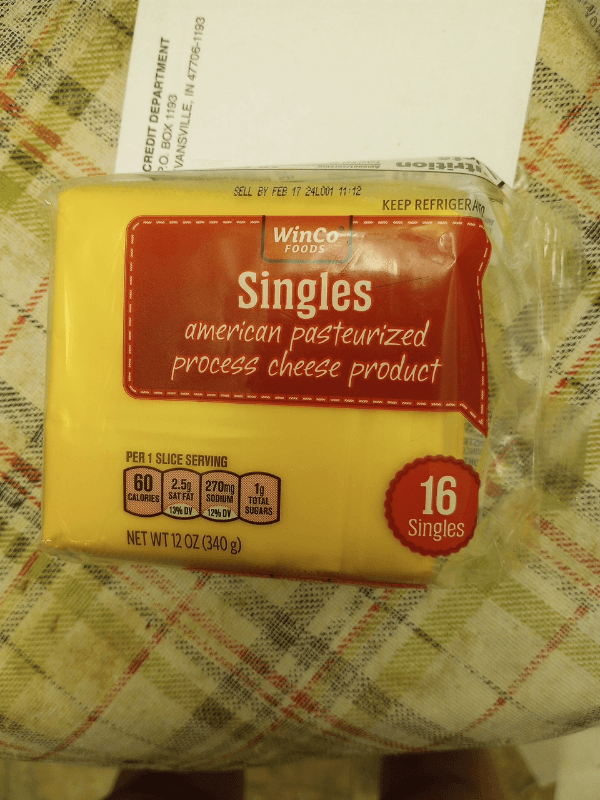 CREDIT DEPARTMENT
P.O. BOX 1193
VANSVILLE, IN 47706-1193
trition
SELL BY FEB 17 24L001 11:12
KEEP REFRIGERAT
WinCo
FOODS
Singles
american pasteurized
process cheese product
PER 1 SLICE SERVING
60 CALORIES
2.5g SAT FAT 13% DV
270mg SODIUM 12% DV
1g TOTAL SUGARS
NET WT 12 OZ (340 g)
16
Singles